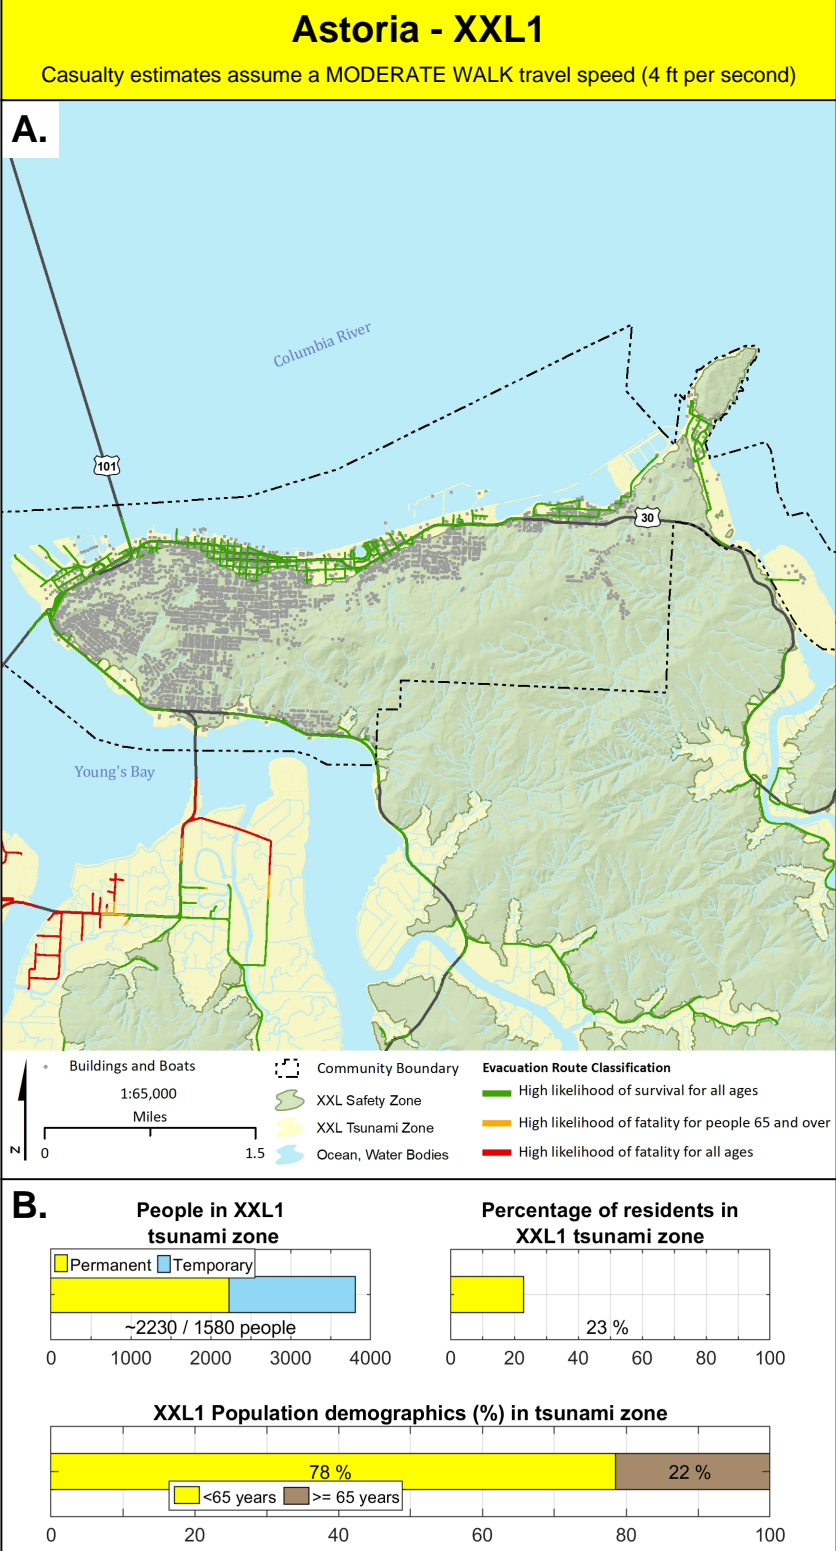 Astoria - XXL1
Casualty estimates assume a MODERATE WALK travel speed (4 ft per second)
A.
Columbia River
101
30
Young's Bay
Buildings and Boats
1:65,000
Miles
0 1.5
N
Community Boundary
XXL Safety Zone
XXL Tsunami Zone
Ocean, Water Bodies
Evacuation Route Classification
High likelihood of survival for all ages
High likelihood of fatality for people 65 and over
High likelihood of fatality for all ages
B.
People in XXL1
tsunami zone
Permanent Temporary
~2230 / 1580 people
0 1000 2000 3000 4000
Percentage of residents in
XXL1 tsunami zone
23 %
0 20 40 60 80 100
XXL1 Population demographics (%) in tsunami zone
78 % 22 %
<65 years >= 65 years
0 20 40 60 80 100